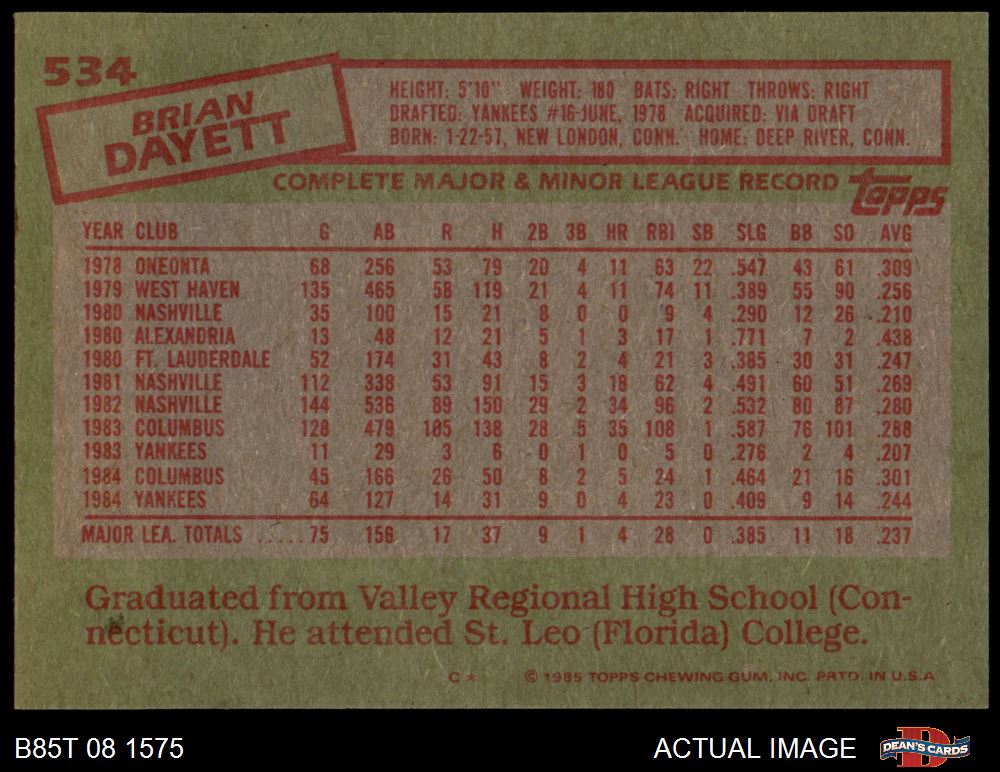 534
BRIAN DAYETT
HEIGHT: 5'10" WEIGHT: 180 BATS: RIGHT THROWS: RIGHT
DRAFTED: YANKEES #16-JUNE, 1978 ACQUIRED: VIA DRAFT
BORN: 1-22-57, NEW LONDON, CONN. HOME: DEEP RIVER, CONN.
COMPLETE MAJOR & MINOR LEAGUE RECORD topps
YEAR CLUB G AB R H 2B 3B HR RBI SB SLG BB SO AVG
1978 ONEONTA 68 256 53 79 20 4 11 63 22 .547 43 61 .309
1979 WEST HAVEN 135 465 58 119 21 4 11 74 11 .389 55 90 .256
1980 NASHVILLE 35 100 15 21 8 0 0 9 4 .290 12 26 .210
1980 ALEXANDRIA 13 48 12 21 5 1 3 17 1 .771 7 2 .438
1980 FT. LAUDERDALE 52 174 31 43 8 2 4 21 3 .385 30 31 .247
1981 NASHVILLE 112 338 53 91 15 3 18 62 4 .491 60 51 .269
1982 NASHVILLE 144 536 89 150 29 2 34 96 2 .532 80 87 .280
1983 COLUMBUS 128 479 105 138 28 5 35 108 1 .587 76 101 .288
1983 YANKEES 11 29 3 6 0 1 0 5 0 .276 2 4 .207
1984 COLUMBUS 45 166 26 50 8 2 5 24 1 .464 21 16 .301
1984 YANKEES 64 127 14 31 9 0 4 23 0 .409 9 14 .244
MAJOR LEA. TOTALS .....75 156 17 37 9 1 4 28 0 .385 11 18 .237
Graduated from Valley Regional High School (Con-
necticut). He attended St. Leo (Florida) College.
C* © 1985 TOPPS CHEWING GUM, INC. PRTD. IN U.S.A
B85T 08 1575 ACTUAL IMAGE DEAN'S CARDS